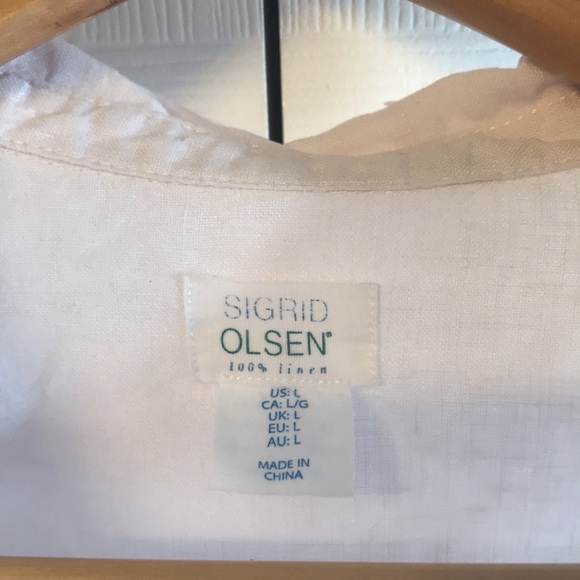 SIGRID
OLSEN®
100% linen
US: L
CA: L/G
UK: L
EU: L
AU: L
MADE IN
CHINA